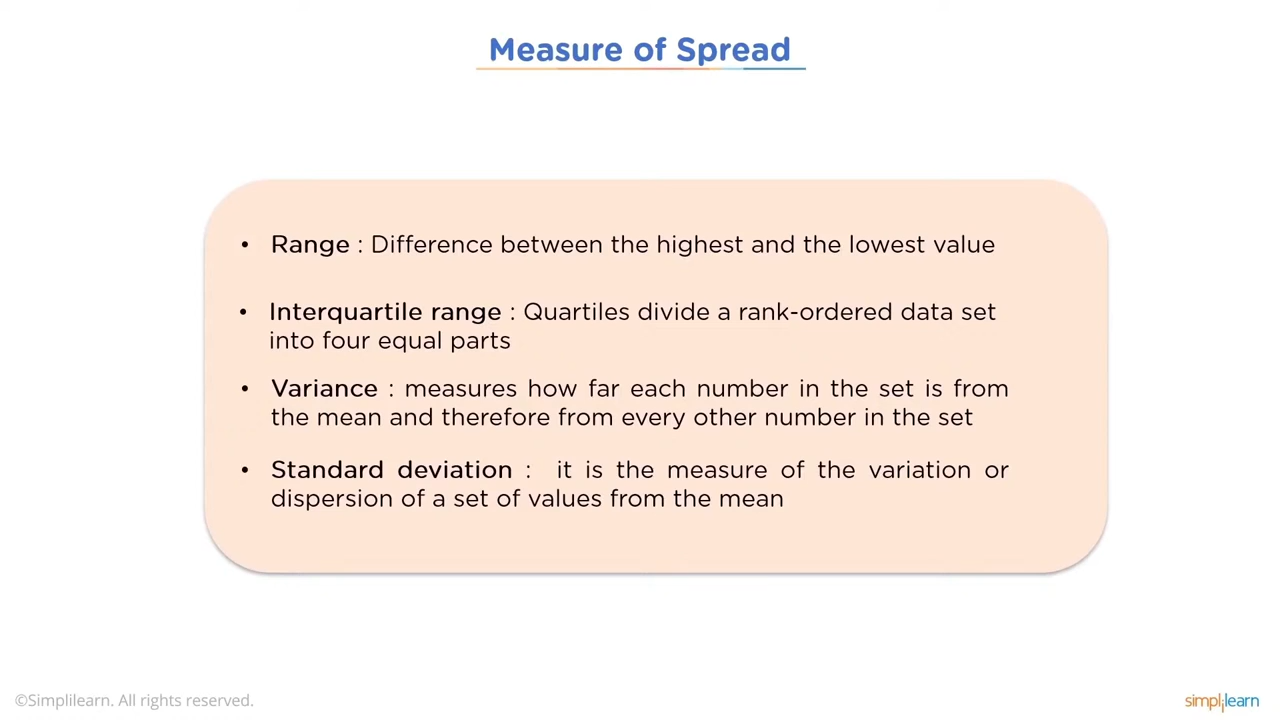 Measure of Spread
• Range : Difference between the highest and the lowest value
• Interquartile range : Quartiles divide a rank-ordered data set
into four equal parts
• Variance : measures how far each number in the set is from
the mean and therefore from every other number in the set
• Standard deviation : it is the measure of the variation or
dispersion of a set of values from the mean
©Simplilearn. All rights reserved.
simplilearn